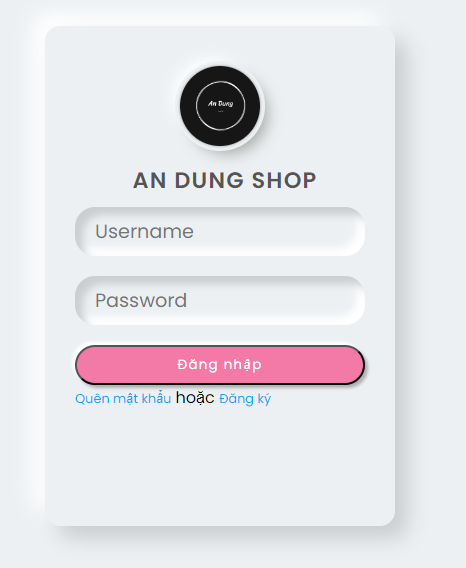 An Dung
AN DUNG SHOP
Username
Password
Đăng nhập
Quên mật khẩu hoặc Đăng ký